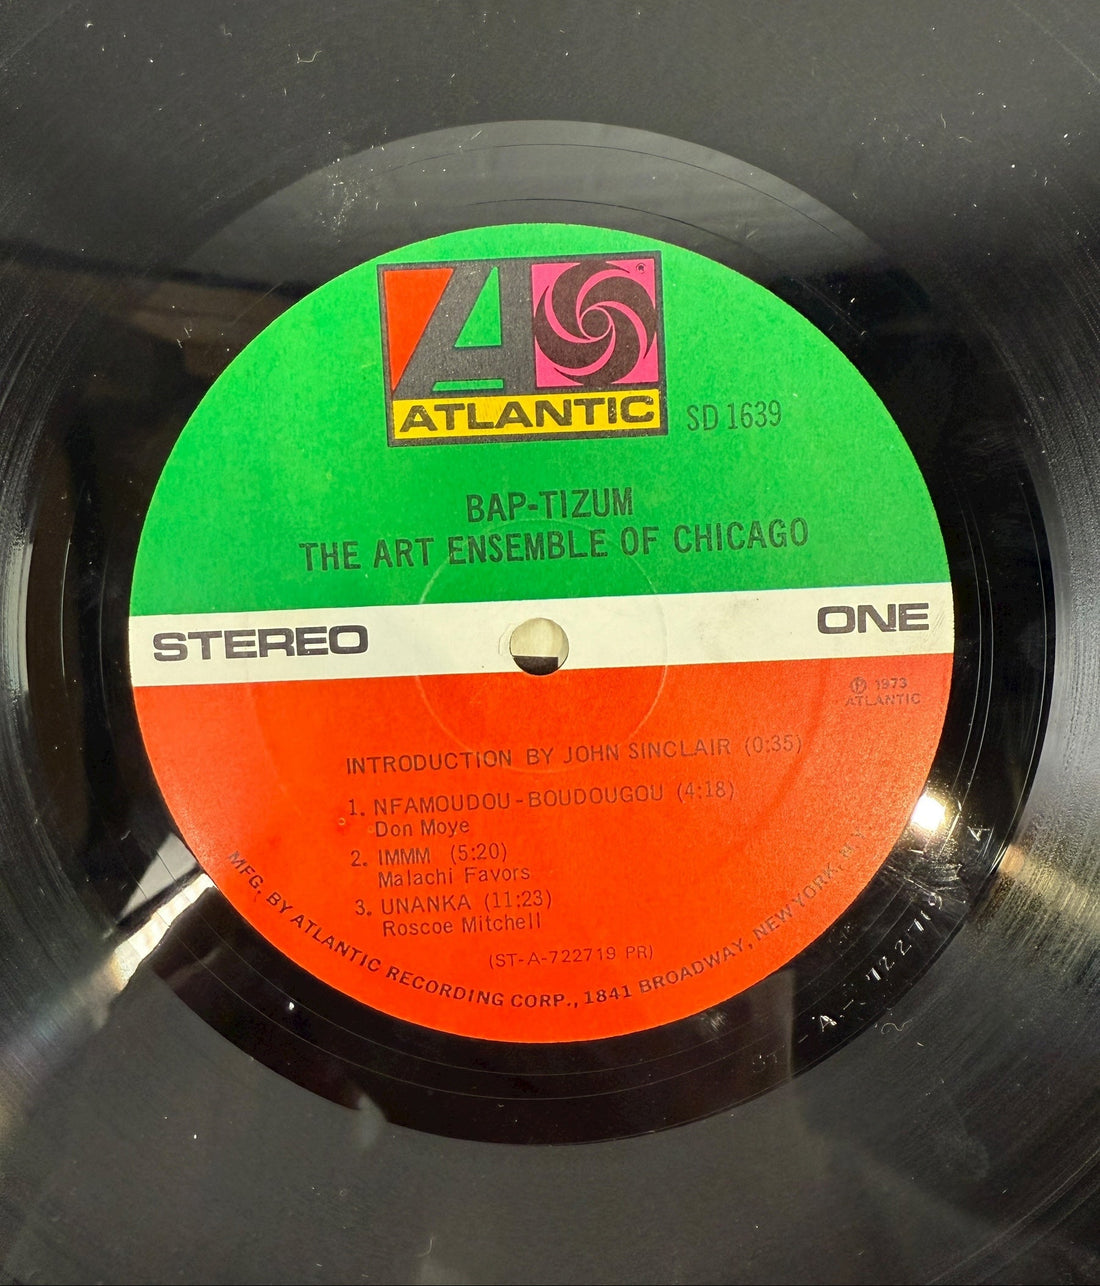 A
®
ATLANTIC
SD 1639
BAP-TIZUM
THE ART ENSEMBLE OF CHICAGO
STEREO
ONE
Ⓟ 1973
ATLANTIC
INTRODUCTION BY JOHN SINCLAIR (0:35)
1. NFAMOUDOU-BOUDOUGOU (4:18)
Don Moye
2. IMMM (5:20)
Malachi Favors
3. UNANKA (11:23)
Roscoe Mitchell
(ST-A-722719 PR)
MFG. BY ATLANTIC RECORDING CORP., 1841 BROADWAY, NEW YORK, N.Y.
ST - A - 722719